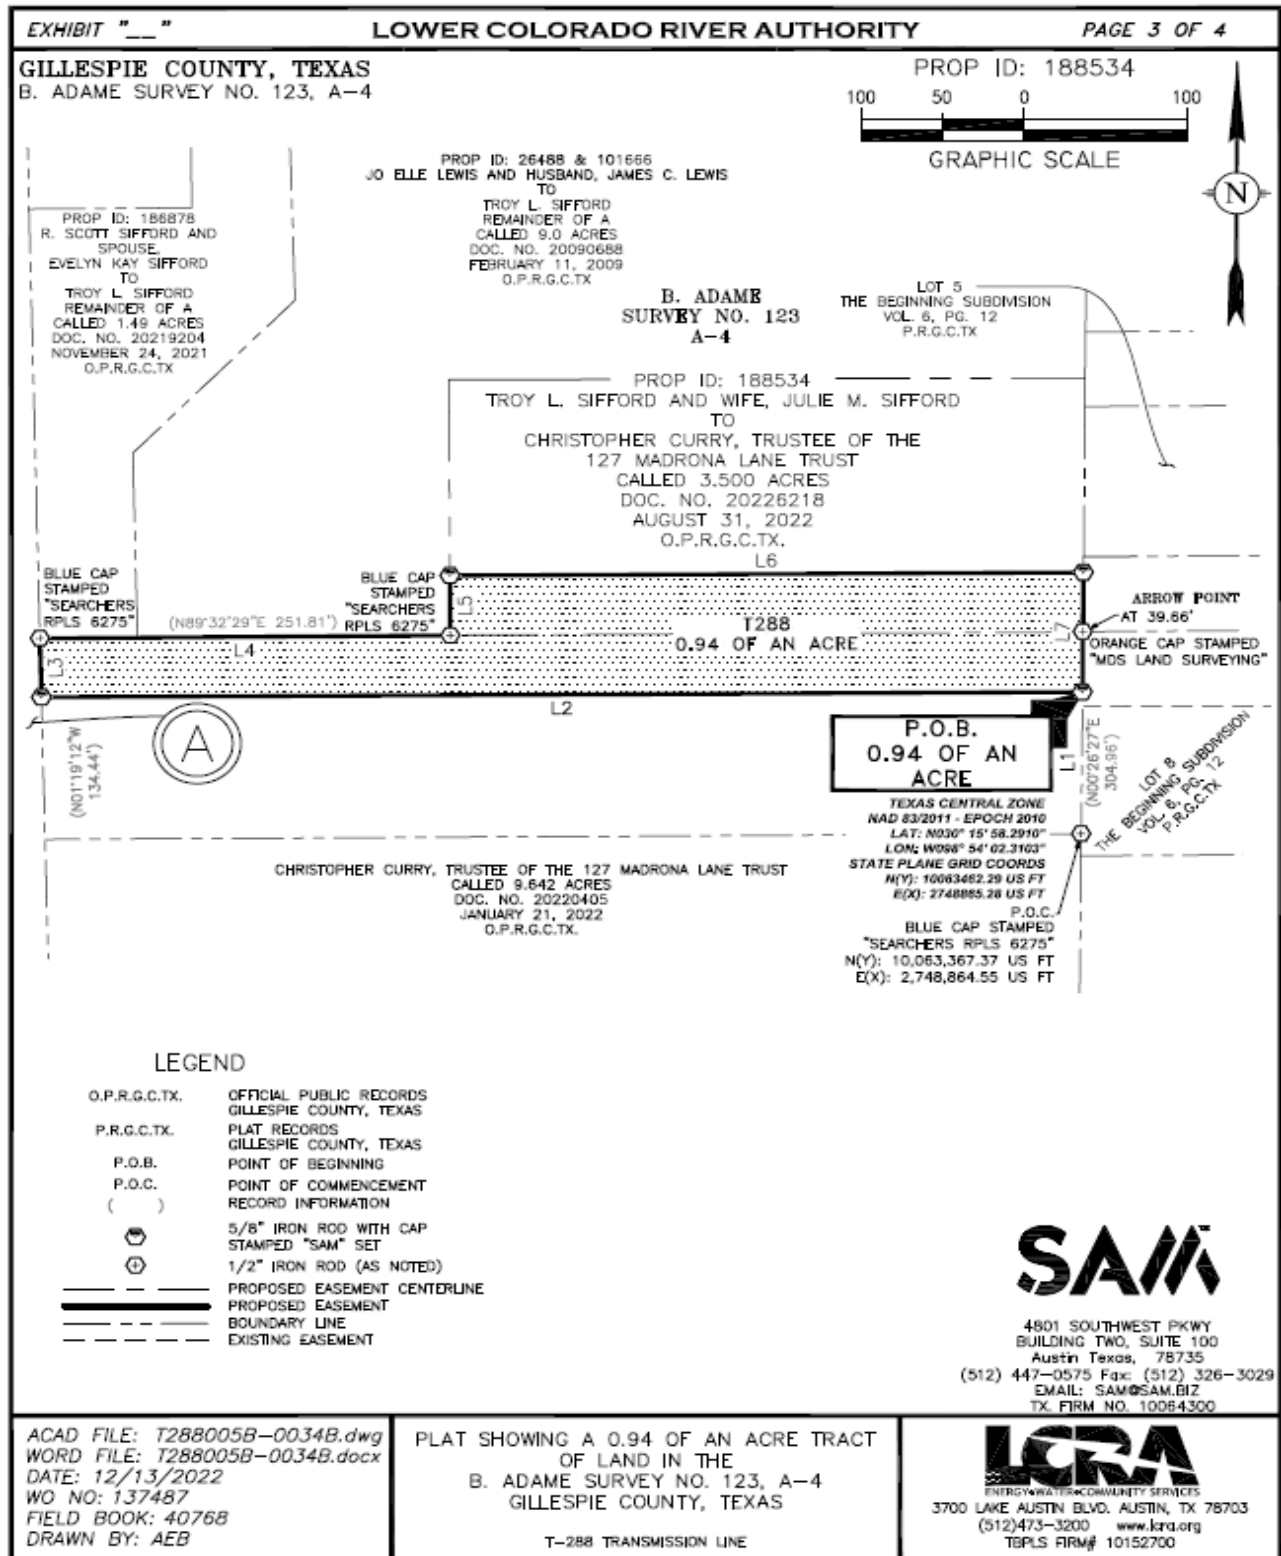 EXHIBIT "__"
LOWER COLORADO RIVER AUTHORITY
PAGE 3 OF 4
GILLESPIE COUNTY, TEXAS
B. ADAME SURVEY NO. 123, A-4
PROP ID: 188534
100 50 0 100
GRAPHIC SCALE
N
PROP ID: 186878
R. SCOTT SIFFORD AND
SPOUSE,
EVELYN KAY SIFFORD
TO
TROY L. SIFFORD
REMAINDER OF A
CALLED 1.49 ACRES
DOC. NO. 20219204
NOVEMBER 24, 2021
O.P.R.G.C.TX
PROP ID: 26488 & 101666
JO ELLE LEWIS AND HUSBAND, JAMES C. LEWIS
TO
TROY L. SIFFORD
REMAINDER OF A
CALLED 9.0 ACRES
DOC. NO. 20090688
FEBRUARY 11, 2009
O.P.R.G.C.TX
B. ADAME
SURVEY NO. 123
A-4
LOT 5
THE BEGINNING SUBDIVISION
VOL. 6, PG. 12
P.R.G.C.TX
PROP ID: 188534
TROY L. SIFFORD AND WIFE, JULIE M. SIFFORD
TO
CHRISTOPHER CURRY, TRUSTEE OF THE
127 MADRONA LANE TRUST
CALLED 3.500 ACRES
DOC. NO. 20226218
AUGUST 31, 2022
O.P.R.G.C.TX.
L6
BLUE CAP
STAMPED
"SEARCHERS
RPLS 6275"
(N89°32'29"E 251.81')
BLUE CAP
STAMPED
"SEARCHERS
RPLS 6275"
L5
L4
L3
T288
0.94 OF AN ACRE
L7
ARROW POINT
AT 39.66'
ORANGE CAP STAMPED
"MDS LAND SURVEYING"
L2
A
(N01°19'12"W
134.44')
P.O.B.
0.94 OF AN
ACRE
L1
(N00°26'27"E
304.96')
LOT 8
THE BEGINNING SUBDIVISION
VOL. 6, PG. 12
P.R.G.C.TX
TEXAS CENTRAL ZONE
NAD 83/2011 - EPOCH 2010
LAT: N030° 15' 58.2910"
LON: W098° 54' 02.3103"
STATE PLANE GRID COORDS
N(Y): 10063462.29 US FT
E(X): 2748865.28 US FT
P.O.C.
BLUE CAP STAMPED
"SEARCHERS RPLS 6275"
N(Y): 10,063,367.37 US FT
E(X): 2,748,864.55 US FT
CHRISTOPHER CURRY, TRUSTEE OF THE 127 MADRONA LANE TRUST
CALLED 9.642 ACRES
DOC. NO. 20220405
JANUARY 21, 2022
O.P.R.G.C.TX.
LEGEND
O.P.R.G.C.TX. OFFICIAL PUBLIC RECORDS
GILLESPIE COUNTY, TEXAS
P.R.G.C.TX. PLAT RECORDS
GILLESPIE COUNTY, TEXAS
P.O.B. POINT OF BEGINNING
P.O.C. POINT OF COMMENCEMENT
( ) RECORD INFORMATION
5/8" IRON ROD WITH CAP
STAMPED "SAM" SET
1/2" IRON ROD (AS NOTED)
PROPOSED EASEMENT CENTERLINE
PROPOSED EASEMENT
BOUNDARY LINE
EXISTING EASEMENT
SAM
4801 SOUTHWEST PKWY
BUILDING TWO, SUITE 100
Austin Texas, 78735
(512) 447-0575 Fax: (512) 326-3029
EMAIL: SAM@SAM.BIZ
TX. FIRM NO. 10064300
ACAD FILE: T288005B-0034B.dwg
WORD FILE: T288005B-0034B.docx
DATE: 12/13/2022
WO NO: 137487
FIELD BOOK: 40768
DRAWN BY: AEB
PLAT SHOWING A 0.94 OF AN ACRE TRACT
OF LAND IN THE
B. ADAME SURVEY NO. 123, A-4
GILLESPIE COUNTY, TEXAS
T-288 TRANSMISSION LINE
LCRA
ENERGY•WATER•COMMUNITY SERVICES
3700 LAKE AUSTIN BLVD. AUSTIN, TX 78703
(512)473-3200 www.lcra.org
TBPLS FIRM# 10152700